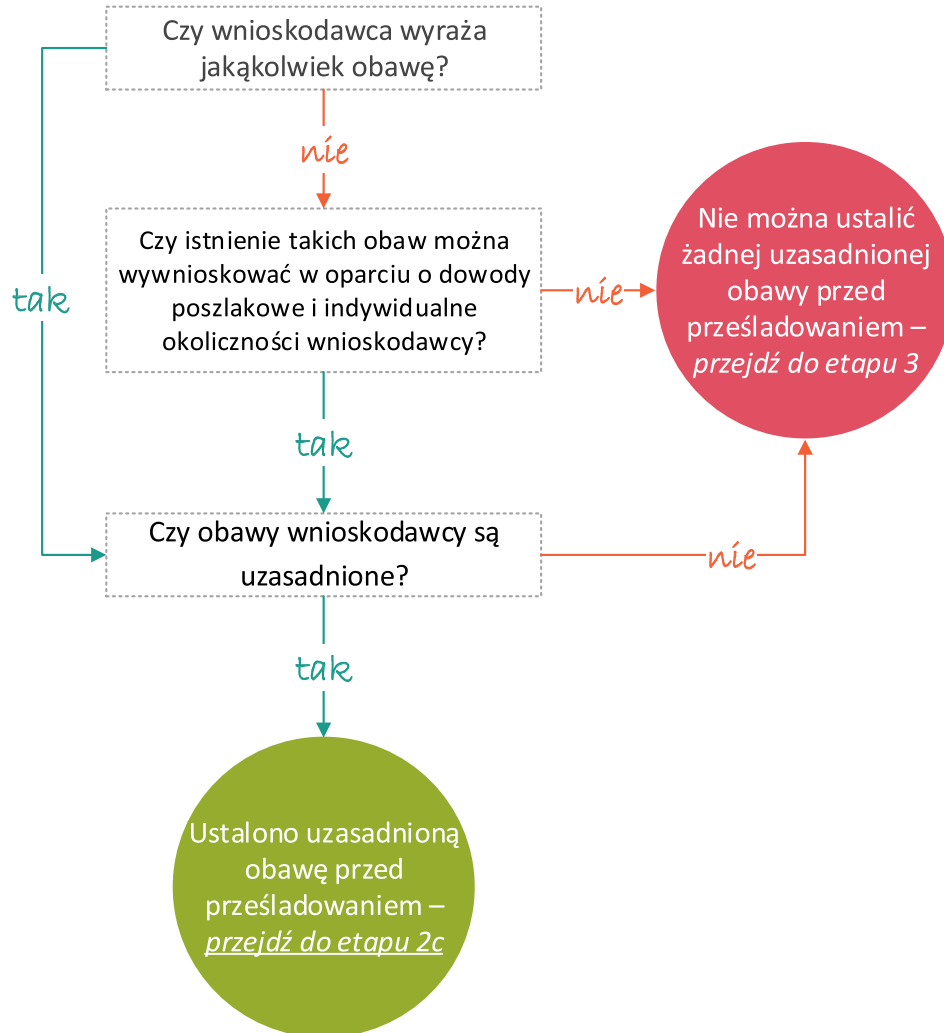 Czy wnioskodawca wyraża
jakąkolwiek obawę?
nie
Czy istnienie takich obaw można
wywnioskować w oparciu o dowody
poszlakowe i indywidualne
okoliczności wnioskodawcy?
tak
nie
Nie można ustalić
żadnej uzasadnionej
obawy przed
prześladowaniem –
przejdź do etapu 3
tak
Czy obawy wnioskodawcy są
uzasadnione?
nie
tak
Ustalono uzasadnioną
obawę przed
prześladowaniem –
przejdź do etapu 2c